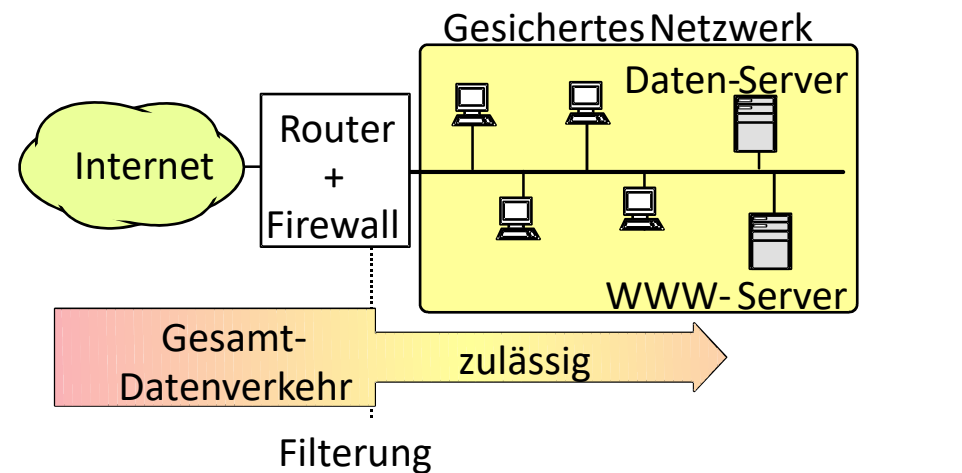 Gesichertes Netzwerk
Daten-Server
Internet
Router
+
Firewall
WWW- Server
Gesamt-
Datenverkehr
zulässig
Filterung